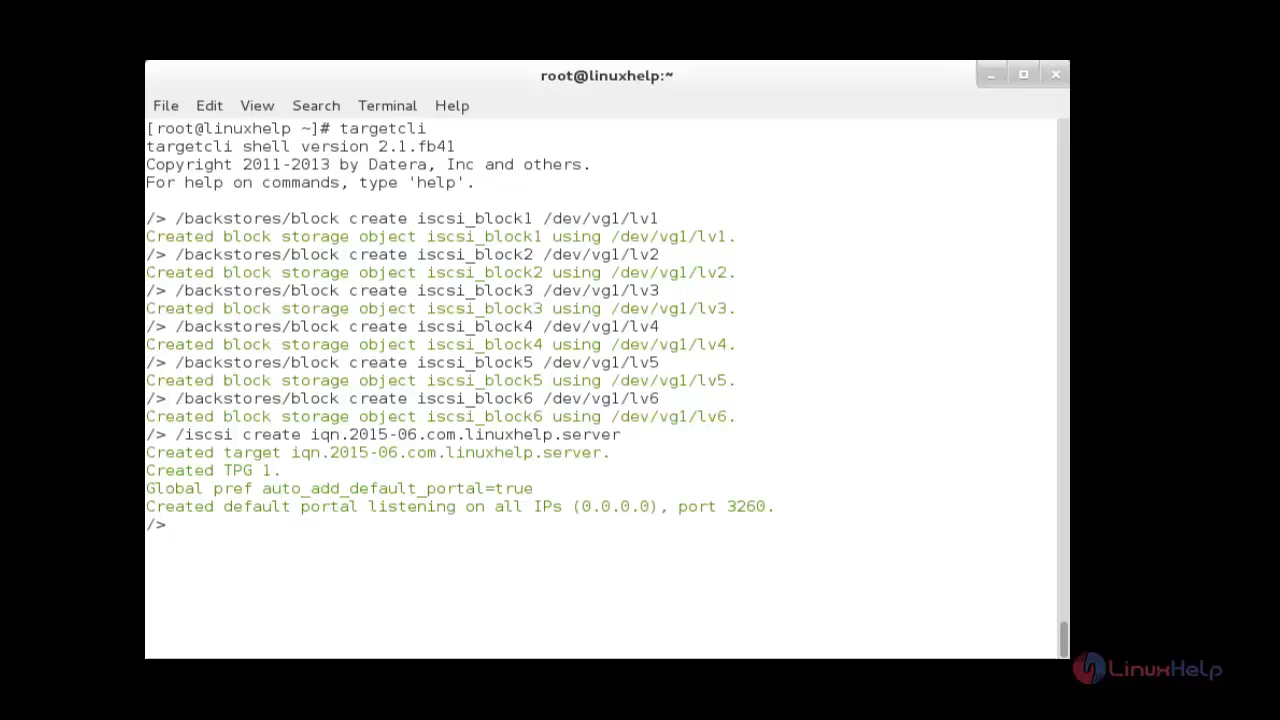 root@linuxhelp:~
File Edit View Search Terminal Help
[root@linuxhelp ~]# targetcli
targetcli shell version 2.1.fb41
Copyright 2011-2013 by Datera, Inc and others.
For help on commands, type 'help'.
/> /backstores/block create iscsi_block1 /dev/vg1/lv1
Created block storage object iscsi_block1 using /dev/vg1/lv1.
/> /backstores/block create iscsi_block2 /dev/vg1/lv2
Created block storage object iscsi_block2 using /dev/vg1/lv2.
/> /backstores/block create iscsi_block3 /dev/vg1/lv3
Created block storage object iscsi_block3 using /dev/vg1/lv3.
/> /backstores/block create iscsi_block4 /dev/vg1/lv4
Created block storage object iscsi_block4 using /dev/vg1/lv4.
/> /backstores/block create iscsi_block5 /dev/vg1/lv5
Created block storage object iscsi_block5 using /dev/vg1/lv5.
/> /backstores/block create iscsi_block6 /dev/vg1/lv6
Created block storage object iscsi_block6 using /dev/vg1/lv6.
/> /iscsi create iqn.2015-06.com.linuxhelp.server
Created target iqn.2015-06.com.linuxhelp.server.
Created TPG 1.
Global pref auto_add_default_portal=true
Created default portal listening on all IPs (0.0.0.0), port 3260.
/>
LinuxHelp